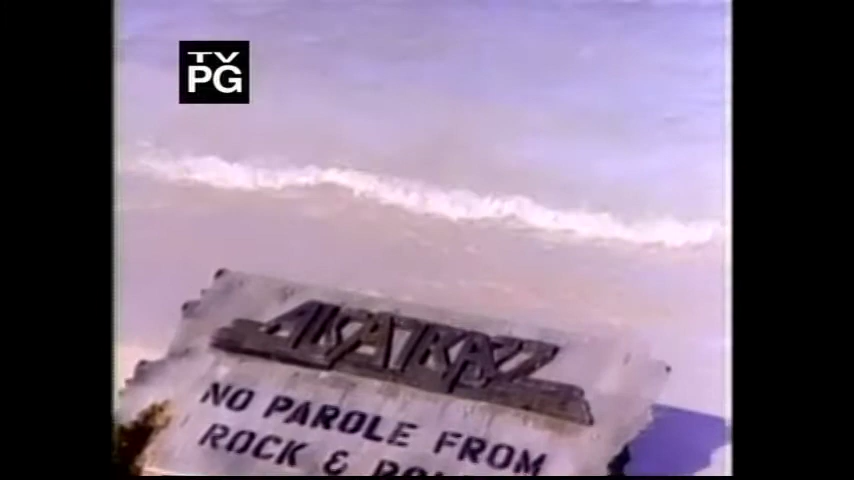 TV
PG
ALCATRAZZ
NO PAROLE FROM
ROCK &